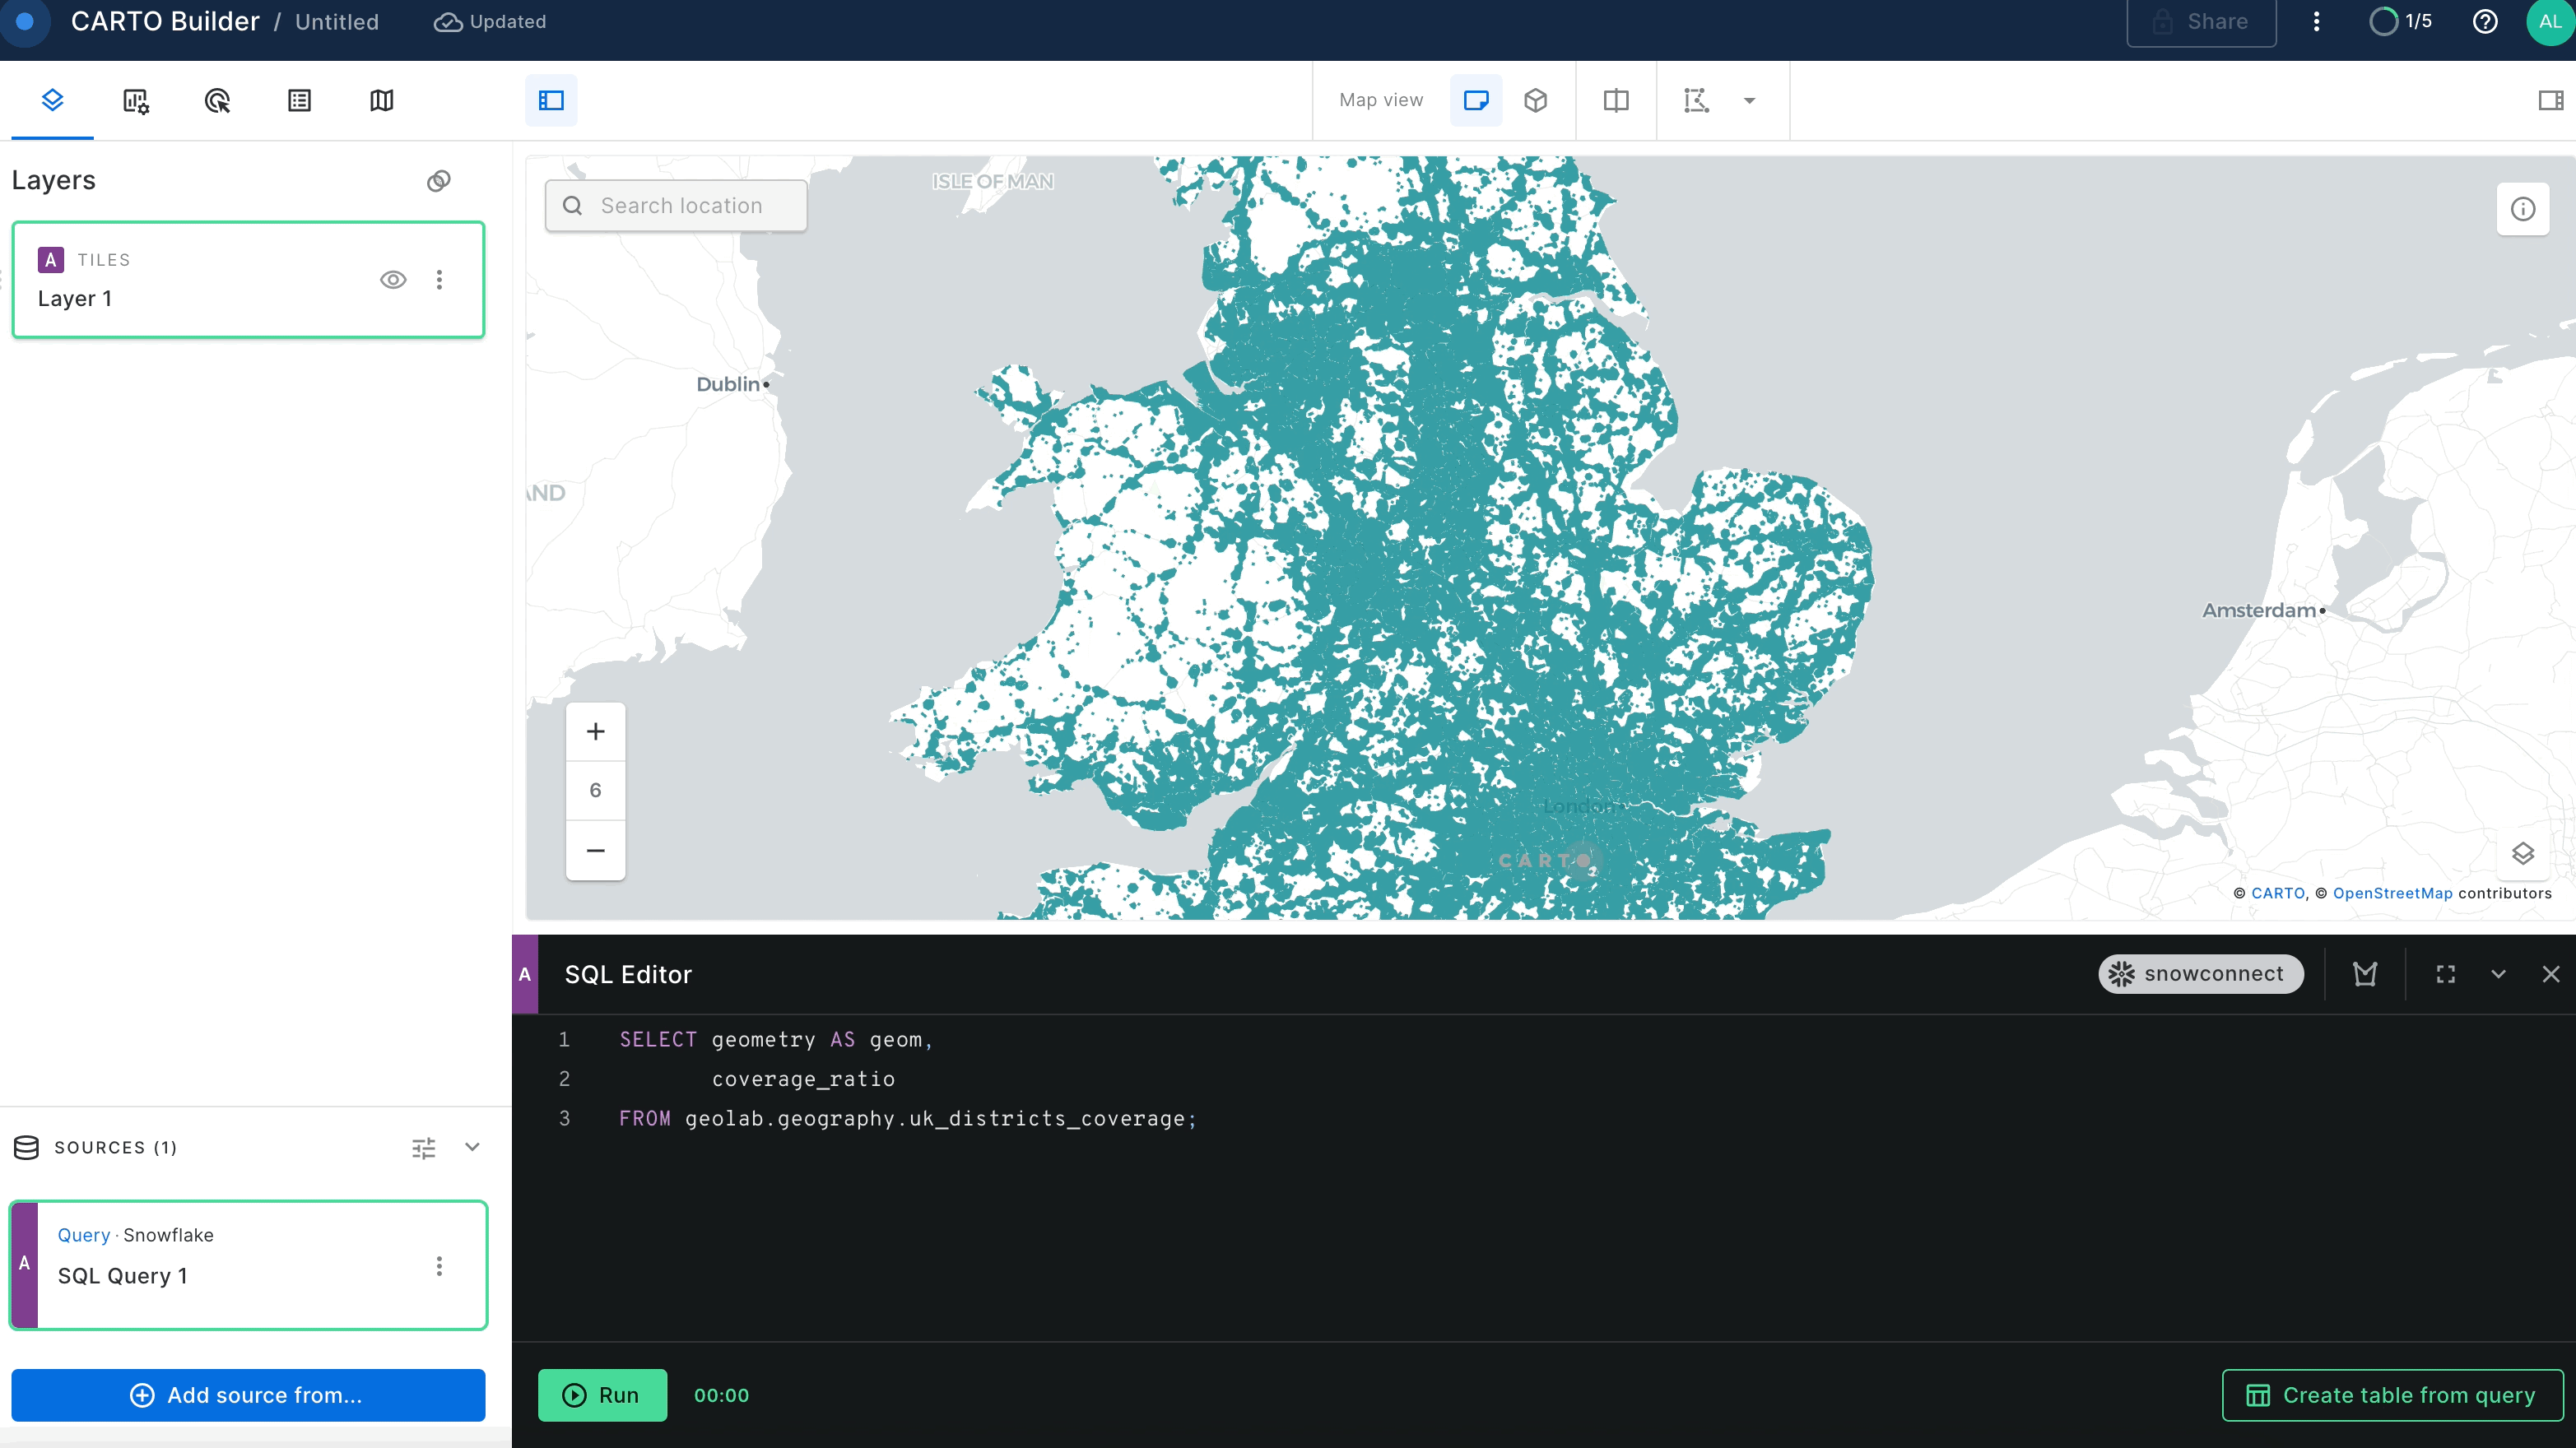 CARTO Builder / Untitled Updated Share 1/5 AL
Map view
Layers
A TILES
Layer 1
Search location
ISLE OF MAN
Dublin
AND
Amsterdam
London
6
CARTO
© CARTO, © OpenStreetMap contributors
A SQL Editor snowconnect
1 SELECT geometry AS geom,
2 coverage_ratio
3 FROM geolab.geography.uk_districts_coverage;
SOURCES (1)
Query · Snowflake
A
SQL Query 1
Add source from...
Run 00:00 Create table from query